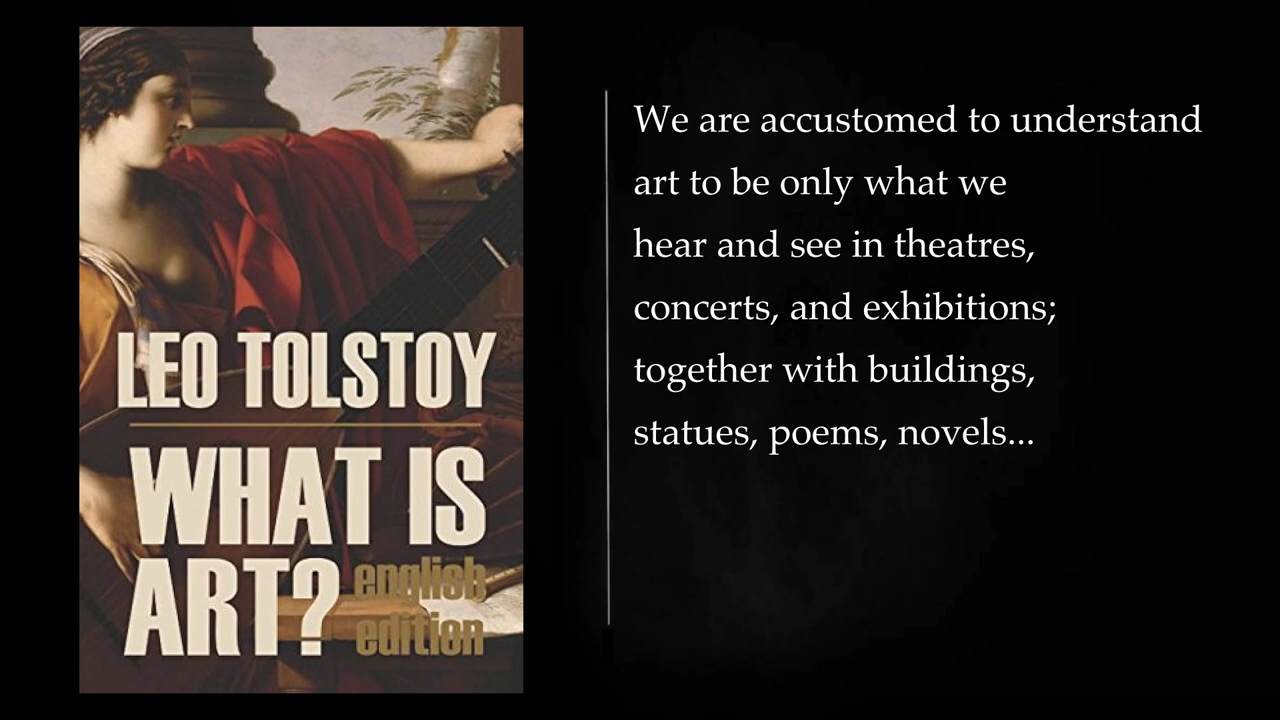 LEO TOLSTOY
WHAT IS
ART?
english
edition
We are accustomed to understand
art to be only what we
hear and see in theatres,
concerts, and exhibitions;
together with buildings,
statues, poems, novels...